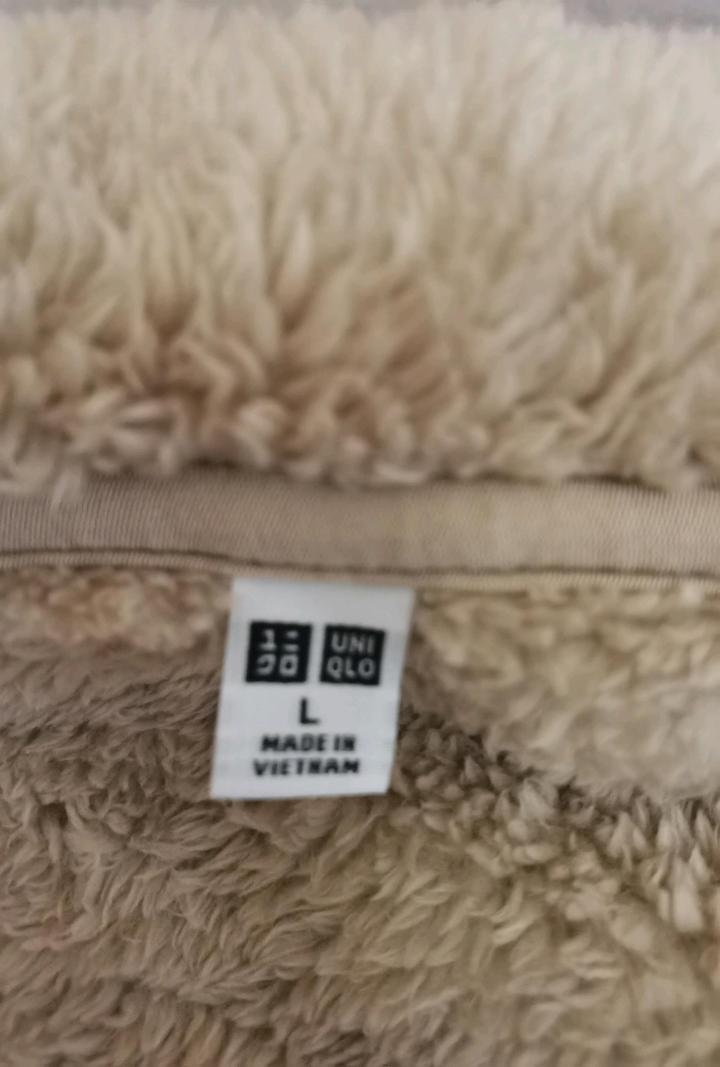 ユニ UNI
クロ QLO
L
MADE IN
VIETNAM